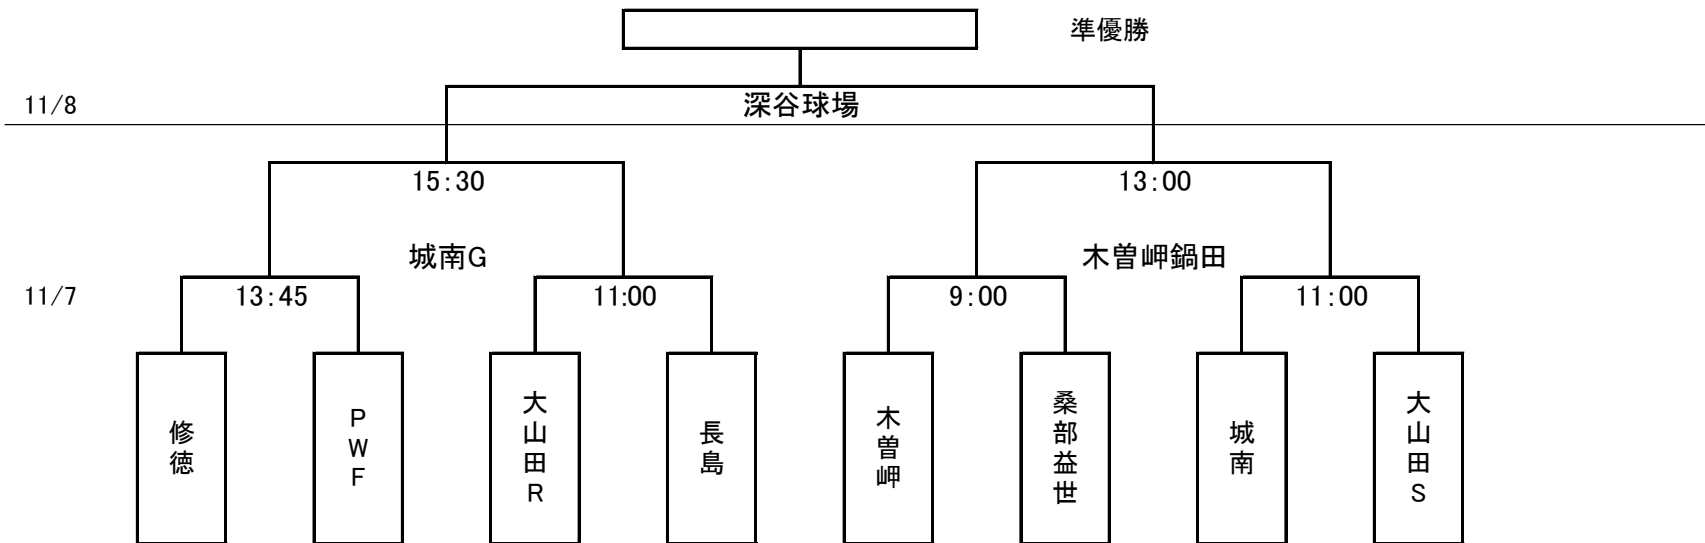 準優勝
11/8
深谷球場
15:30
13:00
城南G
木曽岬鍋田
11/7
13:45
11:00
9:00
11:00
修徳
PWF
大山田R
長島
木曽岬
桑部益世
城南
大山田S